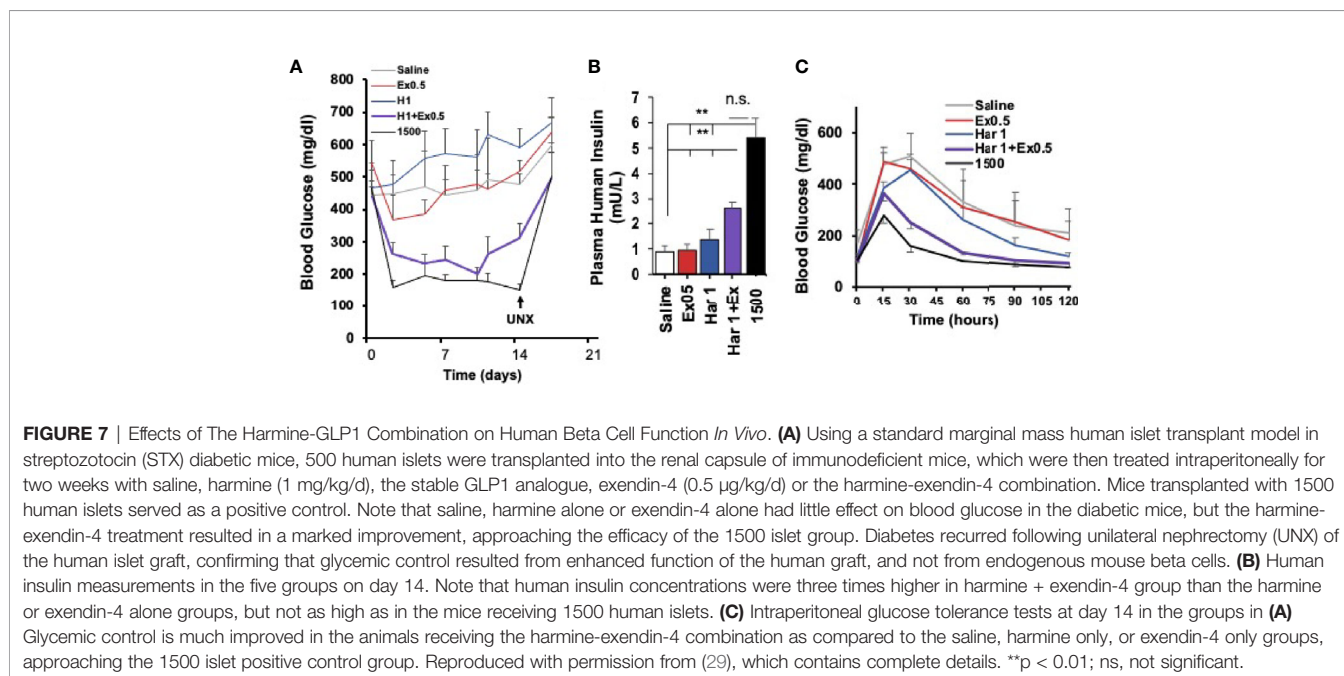 A
Blood Glucose (mg/dl)
800
700
600
500
400
300
200
100
0
Saline
Ex0.5
H1
H1+Ex0.5
1500
UNX
0 7 14 21
Time (days)
B
Plasma Human Insulin
(mU/L)
7
6
5
4
3
2
1
0
n.s.
**
**
Saline
Ex05
Har 1
Har 1 +Ex
1500
C
Blood Glucose (mg/dl)
600
400
200
0
Saline
Ex0.5
Har 1
Har 1+Ex0.5
1500
15 30 45 60 75 90 105 120
Time (hours)
FIGURE 7 | Effects of The Harmine-GLP1 Combination on Human Beta Cell Function In Vivo. (A) Using a standard marginal mass human islet transplant model in
streptozotocin (STX) diabetic mice, 500 human islets were transplanted into the renal capsule of immunodeficient mice, which were then treated intraperitoneally for
two weeks with saline, harmine (1 mg/kg/d), the stable GLP1 analogue, exendin-4 (0.5 µg/kg/d) or the harmine-exendin-4 combination. Mice transplanted with 1500
human islets served as a positive control. Note that saline, harmine alone or exendin-4 alone had little effect on blood glucose in the diabetic mice, but the harmine-
exendin-4 treatment resulted in a marked improvement, approaching the efficacy of the 1500 islet group. Diabetes recurred following unilateral nephrectomy (UNX) of
the human islet graft, confirming that glycemic control resulted from enhanced function of the human graft, and not from endogenous mouse beta cells. (B) Human
insulin measurements in the five groups on day 14. Note that human insulin concentrations were three times higher in harmine + exendin-4 group than the harmine
or exendin-4 alone groups, but not as high as in the mice receiving 1500 human islets. (C) Intraperitoneal glucose tolerance tests at day 14 in the groups in (A)
Glycemic control is much improved in the animals receiving the harmine-exendin-4 combination as compared to the saline, harmine only, or exendin-4 only groups,
approaching the 1500 islet positive control group. Reproduced with permission from (29), which contains complete details. **p < 0.01; ns, not significant.